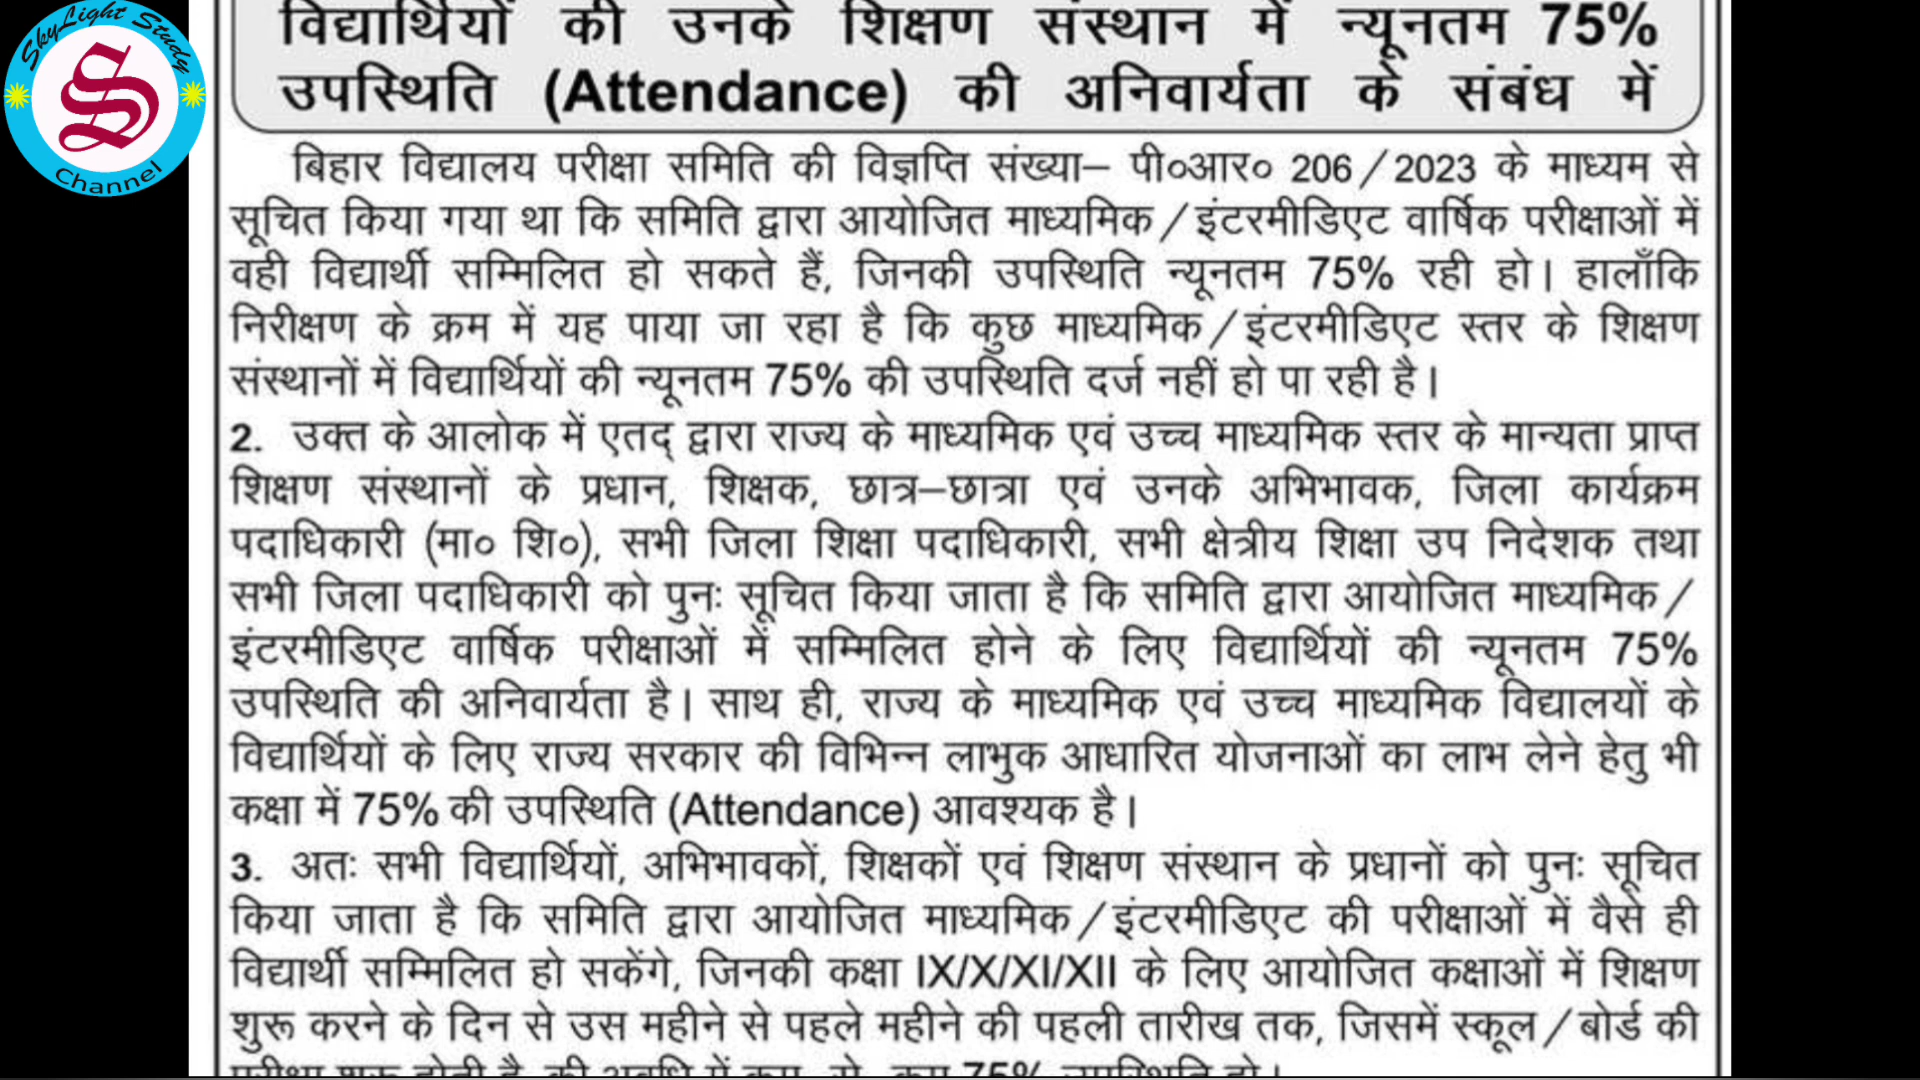 SkyLight Study
S
Channel
विद्यार्थियों की उनके शिक्षण संस्थान में न्यूनतम 75%
उपस्थिति (Attendance) की अनिवार्यता के संबंध में
बिहार विद्यालय परीक्षा समिति की विज्ञप्ति संख्या– पी०आर० 206/2023 के माध्यम से
सूचित किया गया था कि समिति द्वारा आयोजित माध्यमिक/इंटरमीडिएट वार्षिक परीक्षाओं में
वही विद्यार्थी सम्मिलित हो सकते हैं, जिनकी उपस्थिति न्यूनतम 75% रही हो। हालाँकि
निरीक्षण के क्रम में यह पाया जा रहा है कि कुछ माध्यमिक/इंटरमीडिएट स्तर के शिक्षण
संस्थानों में विद्यार्थियों की न्यूनतम 75% की उपस्थिति दर्ज नहीं हो पा रही है।
2. उक्त के आलोक में एतद् द्वारा राज्य के माध्यमिक एवं उच्च माध्यमिक स्तर के मान्यता प्राप्त
शिक्षण संस्थानों के प्रधान, शिक्षक, छात्र–छात्रा एवं उनके अभिभावक, जिला कार्यक्रम
पदाधिकारी (मा० शि०), सभी जिला शिक्षा पदाधिकारी, सभी क्षेत्रीय शिक्षा उप निदेशक तथा
सभी जिला पदाधिकारी को पुनः सूचित किया जाता है कि समिति द्वारा आयोजित माध्यमिक/
इंटरमीडिएट वार्षिक परीक्षाओं में सम्मिलित होने के लिए विद्यार्थियों की न्यूनतम 75%
उपस्थिति की अनिवार्यता है। साथ ही, राज्य के माध्यमिक एवं उच्च माध्यमिक विद्यालयों के
विद्यार्थियों के लिए राज्य सरकार की विभिन्न लाभुक आधारित योजनाओं का लाभ लेने हेतु भी
कक्षा में 75% की उपस्थिति (Attendance) आवश्यक है।
3. अतः सभी विद्यार्थियों, अभिभावकों, शिक्षकों एवं शिक्षण संस्थान के प्रधानों को पुनः सूचित
किया जाता है कि समिति द्वारा आयोजित माध्यमिक/इंटरमीडिएट की परीक्षाओं में वैसे ही
विद्यार्थी सम्मिलित हो सकेंगे, जिनकी कक्षा IX/X/XI/XII के लिए आयोजित कक्षाओं में शिक्षण
शुरू करने के दिन से उस महीने से पहले महीने की पहली तारीख तक, जिसमें स्कूल/बोर्ड की
परीक्षा शुरू होती है, की अवधि में कम–से–कम 75% उपस्थिति हो।